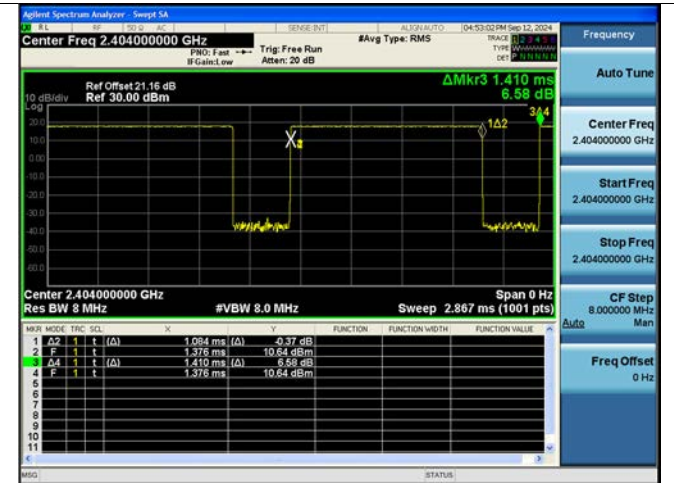 Agilent Spectrum Analyzer - Swept SA
RL RF 50 Ω AC SENSE:INT ALIGN AUTO 04:53:02 PM Sep 12, 2024
Center Freq 2.404000000 GHz
PNO: Fast Trig: Free Run
IFGain:Low Atten: 20 dB
#Avg Type: RMS
TRACE 1 2 3 4 5 6
TYPE
DET P N N N N N
Frequency
Auto Tune
Center Freq
2.404000000 GHz
Start Freq
2.404000000 GHz
Stop Freq
2.404000000 GHz
CF Step
8.000000 MHz
Auto Man
Freq Offset
0 Hz
ΔMkr3 1.410 ms
6.58 dB
Ref Offset 21.16 dB
10 dB/div Ref 30.00 dBm
Log
20.0
10.0
0.00
-10.0
-20.0
-30.0
-40.0
-50.0
-60.0
3Δ4
1Δ2
X
Center 2.404000000 GHz Span 0 Hz
Res BW 8 MHz #VBW 8.0 MHz Sweep 2.867 ms (1001 pts)
MKR MODE TRC SCL X Y FUNCTION FUNCTION WIDTH FUNCTION VALUE
1 Δ2 1 t (Δ) 1.084 ms (Δ) -0.37 dB
2 F 1 t 1.376 ms 10.64 dBm
3 Δ4 1 t (Δ) 1.410 ms (Δ) 6.58 dB
4 F 1 t 1.376 ms 10.64 dBm
5
6
7
8
9
10
11
MSG STATUS